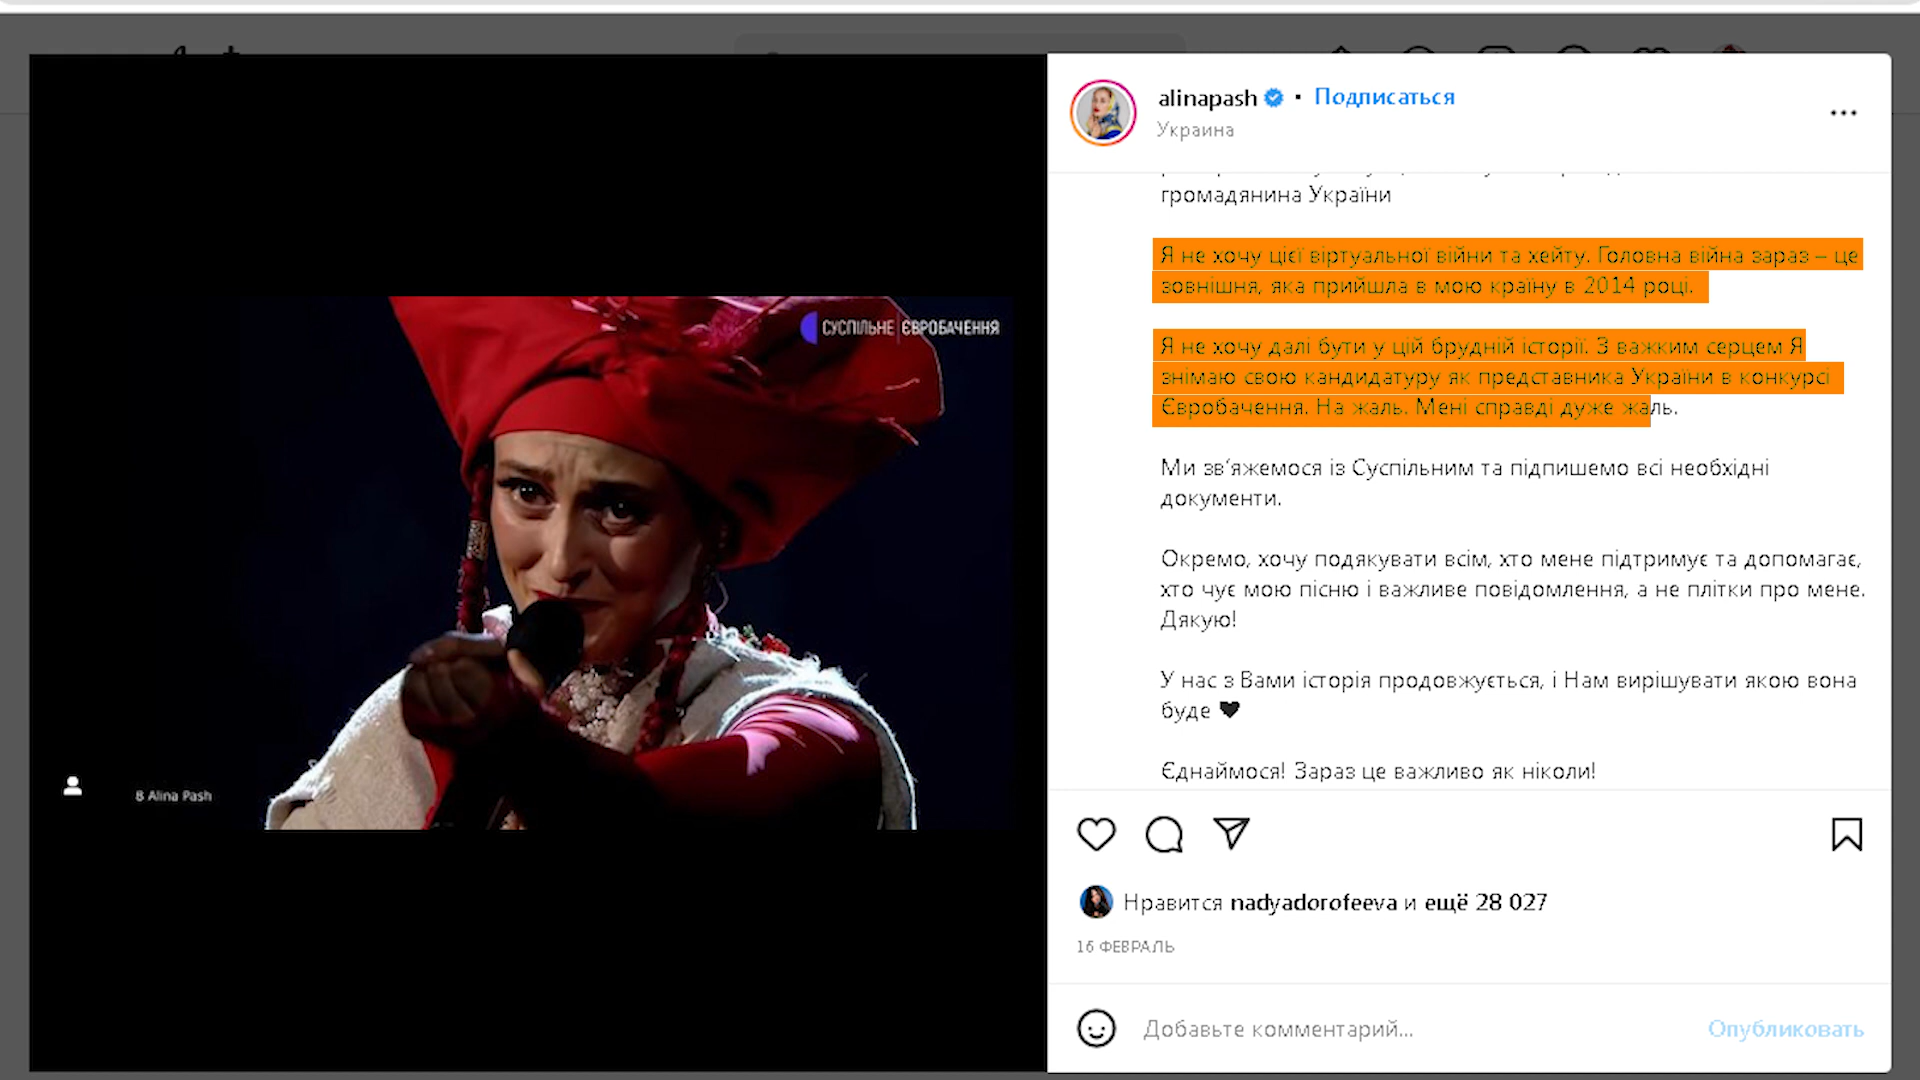 alinapash • Подписаться
Украина
громадянина України
Я не хочу цієї віртуальної війни та хейту. Головна війна зараз – це
зовнішня, яка прийшла в мою країну в 2014 році.
Я не хочу далі бути у цій брудній історії. З важким серцем Я
знімаю свою кандидатуру як представника України в конкурсі
Євробачення. На жаль. Мені справді дуже жаль.
Ми зв’яжемося із Суспільним та підпишемо всі необхідні
документи.
Окремо, хочу подякувати всім, хто мене підтримує та допомагає,
хто чує мою пісню і важливе повідомлення, а не плітки про мене.
Дякую!
У нас з Вами історія продовжується, і Нам вирішувати якою вона
буде 🖤
Єднаймося! Зараз це важливо як ніколи!
Нравится nadyadorofeeva и ещё 28 027
16 ФЕВРАЛЬ
Добавьте комментарий...
Опубликовать
СУСПІЛЬНЕ ЄВРОБАЧЕННЯ
8 Alina Pash